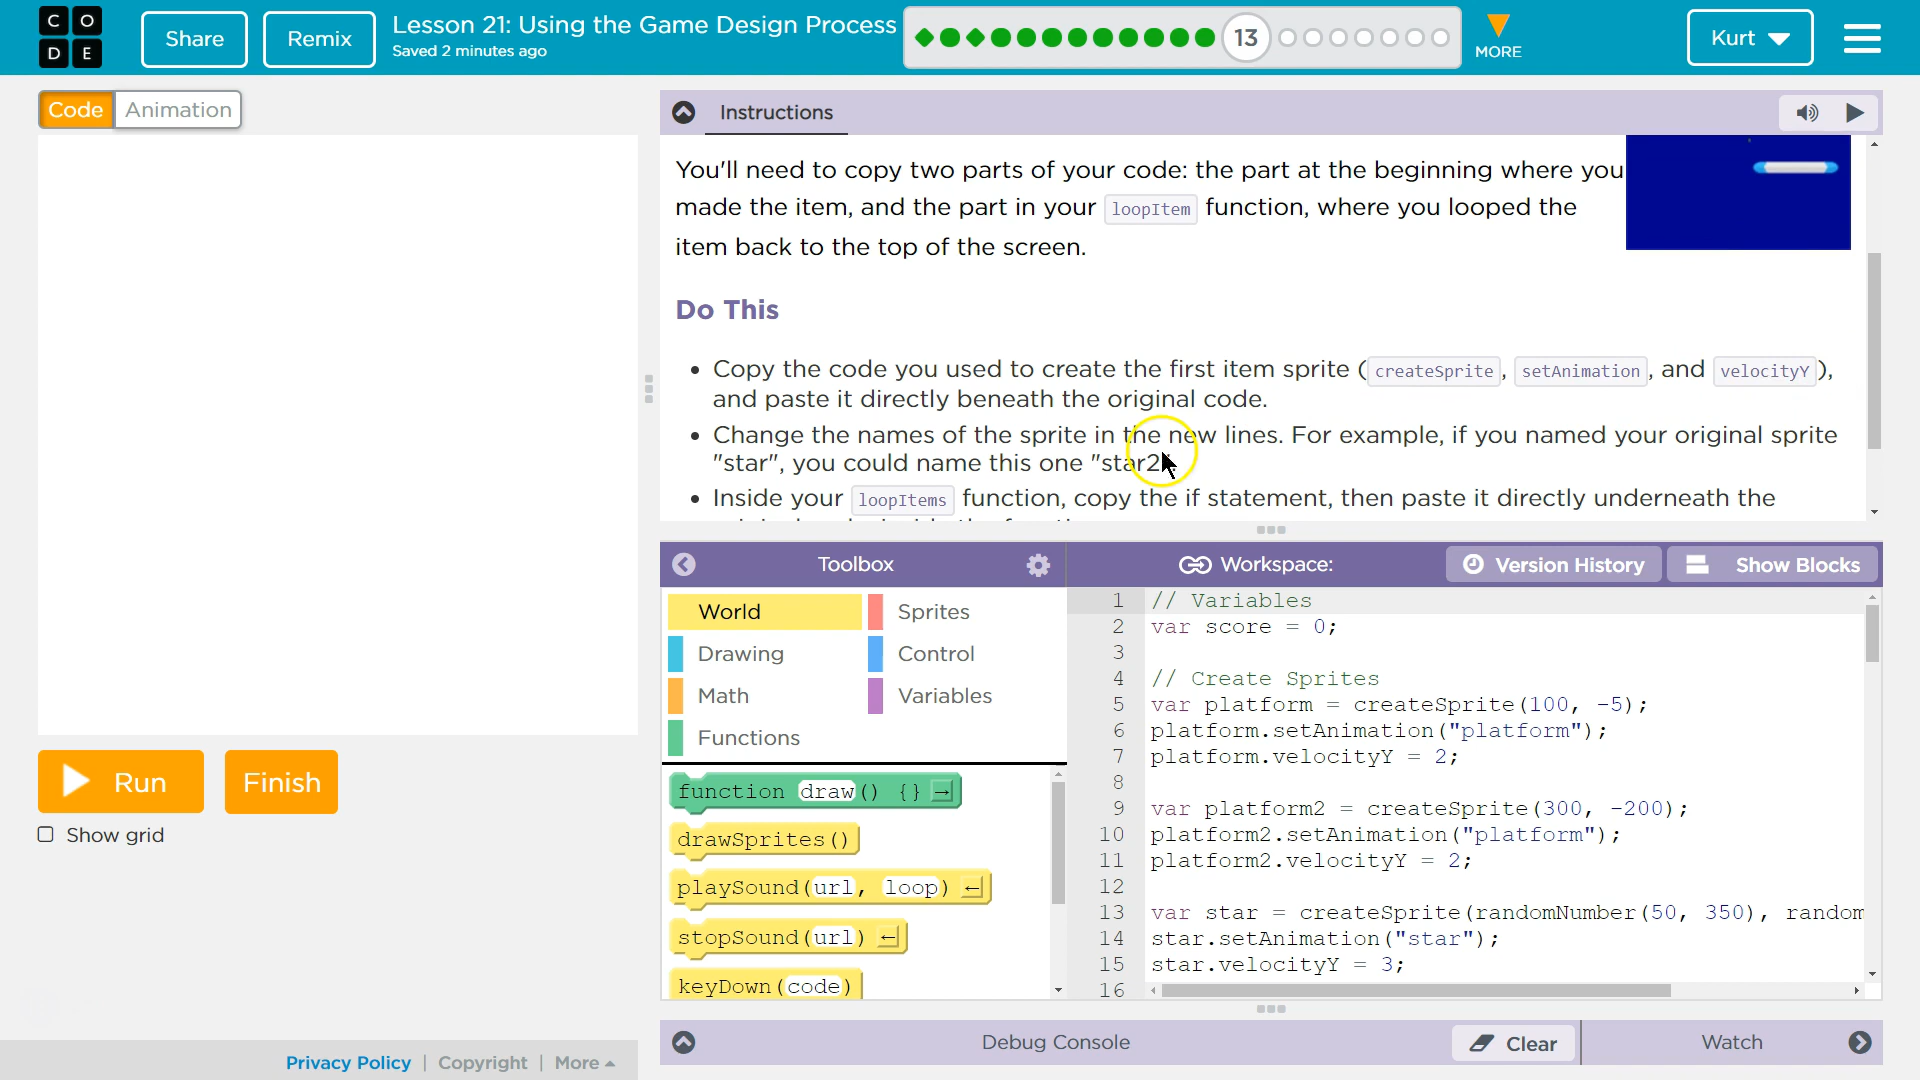 C O D E
Share
Remix
Lesson 21: Using the Game Design Process
Saved 2 minutes ago
13
MORE
Kurt
Code
Animation
Instructions
You'll need to copy two parts of your code: the part at the beginning where you
made the item, and the part in your loopItem function, where you looped the
item back to the top of the screen.
Do This
• Copy the code you used to create the first item sprite (createSprite, setAnimation, and velocityY),
and paste it directly beneath the original code.
• Change the names of the sprite in the new lines. For example, if you named your original sprite
"star", you could name this one "star2".
• Inside your loopItems function, copy the if statement, then paste it directly underneath the
Toolbox
Workspace:
Version History
Show Blocks
World
Sprites
Drawing
Control
Math
Variables
Functions
function draw() {} →
drawSprites()
playSound(url, loop) ←
stopSound(url) ←
keyDown(code)
1 // Variables
2 var score = 0;
3
4 // Create Sprites
5 var platform = createSprite(100, -5);
6 platform.setAnimation("platform");
7 platform.velocityY = 2;
8
9 var platform2 = createSprite(300, -200);
10 platform2.setAnimation("platform");
11 platform2.velocityY = 2;
12
13 var star = createSprite(randomNumber(50, 350), random
14 star.setAnimation("star");
15 star.velocityY = 3;
16
Run
Finish
Show grid
Debug Console
Clear
Watch
Privacy Policy | Copyright | More